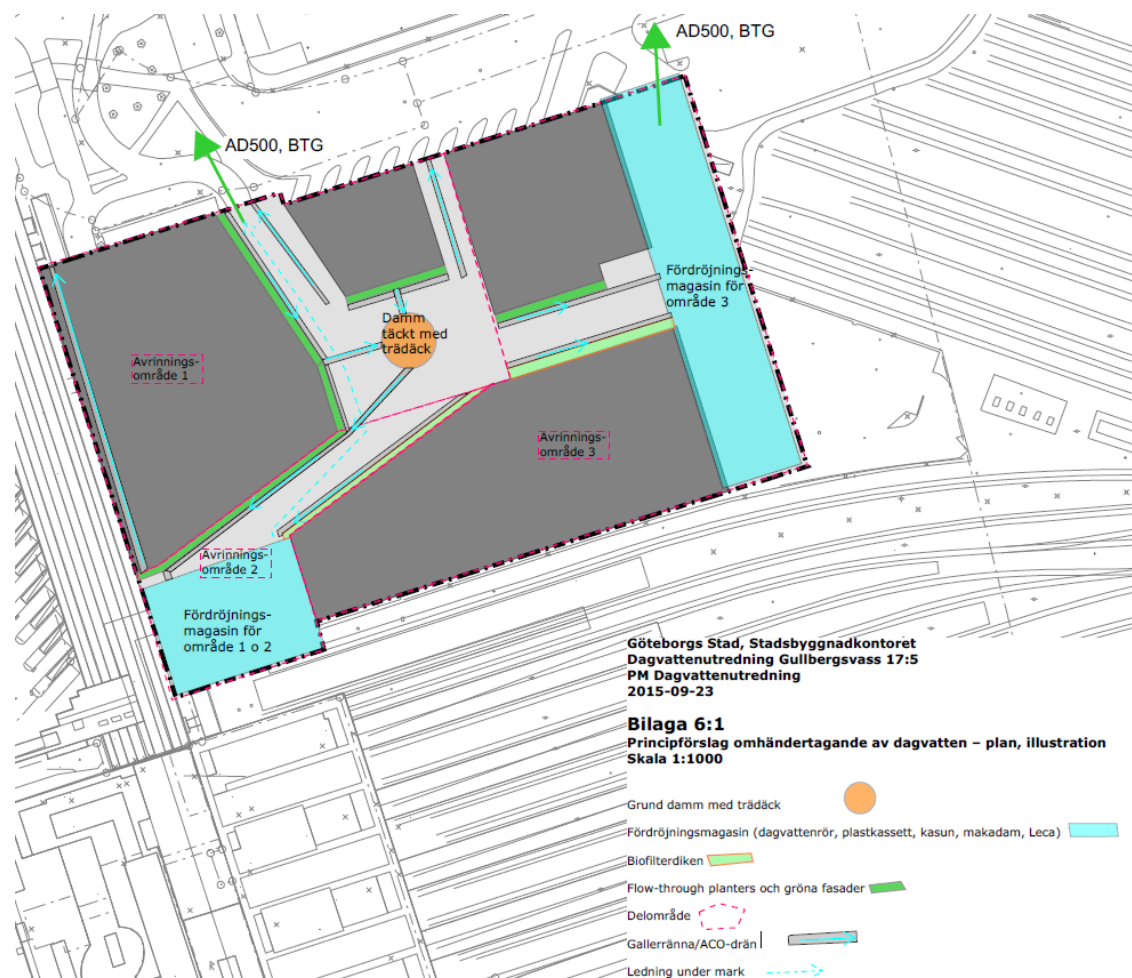 AD500, BTG
AD500, BTG
Fördröjnings-
magasin för
område 3
Damm
täckt med
trädäck
Avrinnings-
område 1
Avrinnings-
område 3
Avrinnings-
område 2
Fördröjnings-
magasin för
område 1 o 2
Göteborgs Stad, Stadsbyggnadkontoret
Dagvattenutredning Gullbergsvass 17:5
PM Dagvattenutredning
2015-09-23
Bilaga 6:1
Principförslag omhändertagande av dagvatten – plan, illustration
Skala 1:1000
Grund damm med trädäck
Fördröjningsmagasin (dagvattenrör, plastkassett, kasun, makadam, Leca)
Biofilterdiken
Flow-through planters och gröna fasader
Delområde
Gallerränna/ACO-drän
Ledning under mark